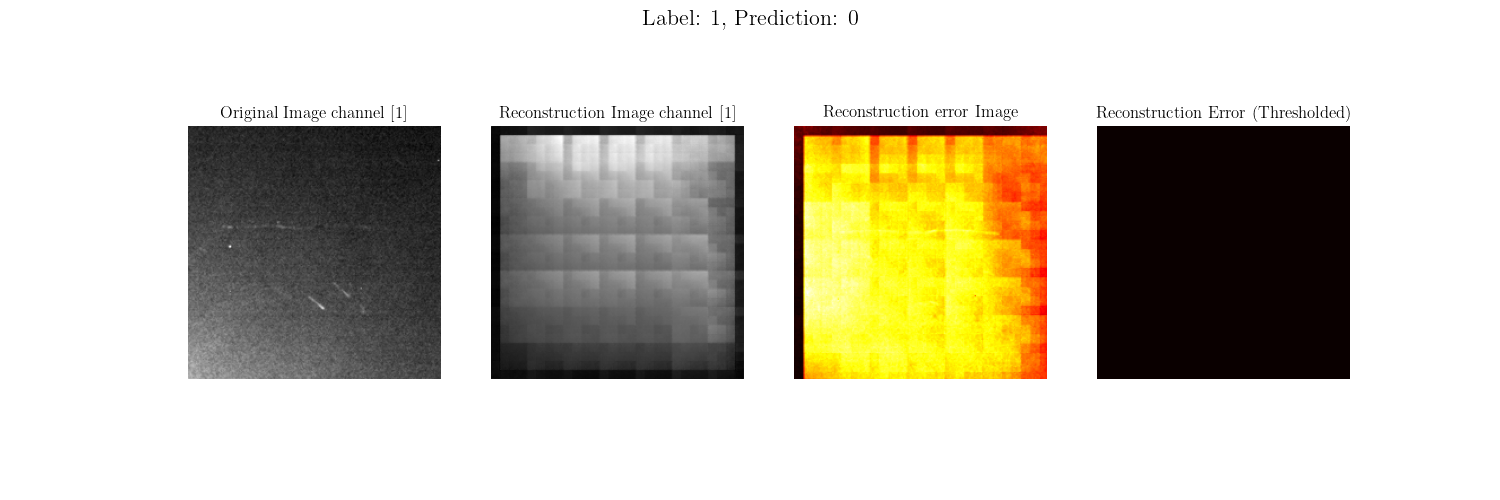 Label: 1, Prediction: 0
Original Image channel [1]
Reconstruction Image channel [1]
Reconstruction error Image
Reconstruction Error (Thresholded)